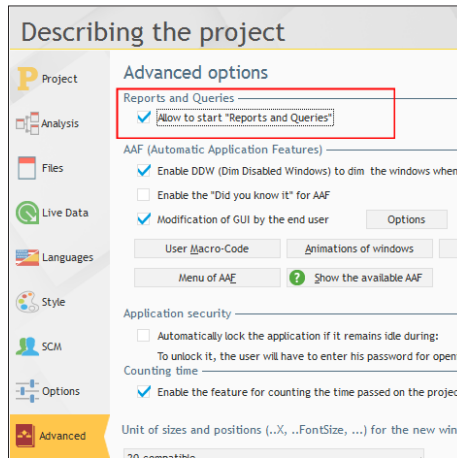 Describing the project
Project
Analysis
Files
Live Data
Languages
Style
SCM
Options
Advanced
Advanced options
Reports and Queries
Allow to start "Reports and Queries"
AAF (Automatic Application Features)
Enable DDW (Dim Disabled Windows) to dim the windows when
Enable the "Did you know it" for AAF
Modification of GUI by the end user
Options
User Macro-Code
Animations of windows
Menu of AAF
Show the available AAF
Application security
Automatically lock the application if it remains idle during:
To unlock it, the user will have to enter his password for open
Counting time
Enable the feature for counting the time passed on the projec
Unit of sizes and positions (..X, ..FontSize, ...) for the new win
20 compatible